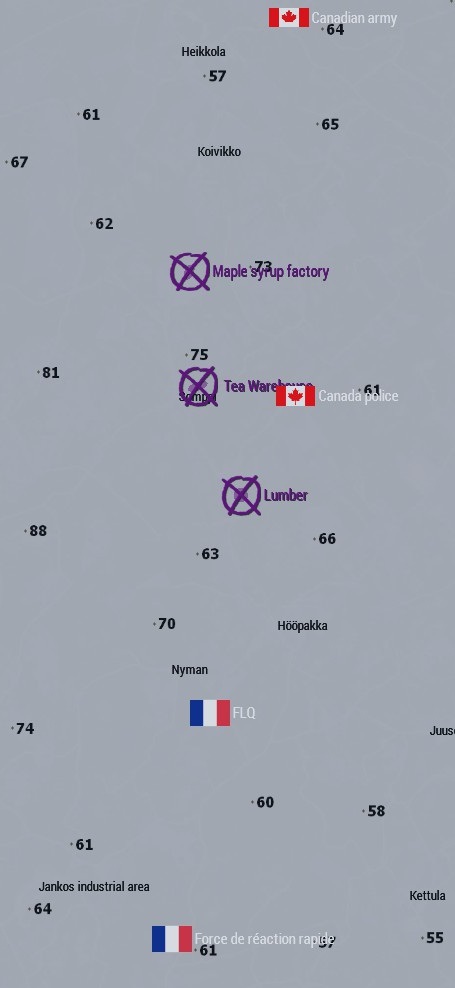 Canadian army
64
Heikkola
57
61
65
Koivikko
67
62
73
Maple syrup factory
75
81
Tea Warehouse
61
Canada police
Lumber
88
66
63
70
Hööpakka
Nyman
FLQ
74
60
58
61
Jankos industrial area
Kettula
64
55
Force de réaction rapide
57
61